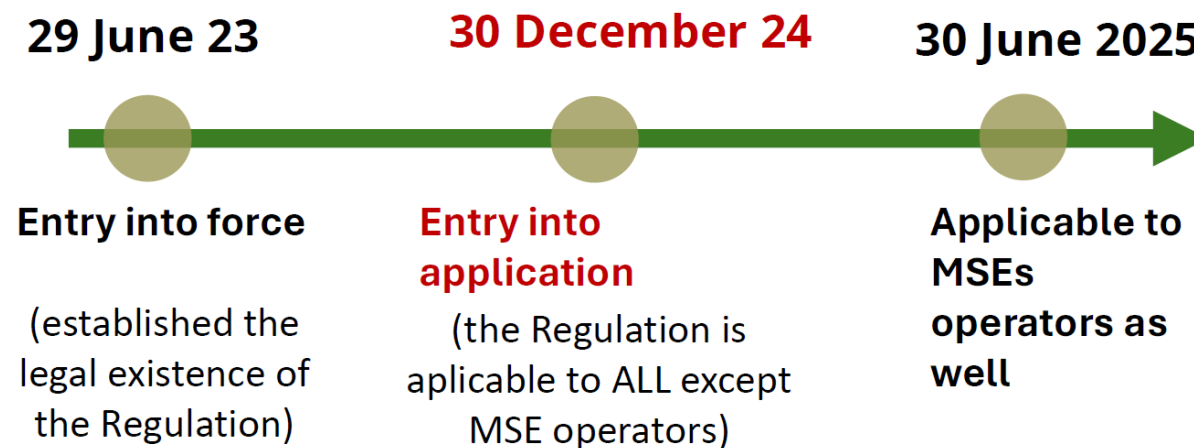 29 June 23
30 December 24
30 June 2025
Entry into force
(established the
legal existence of
the Regulation)
Entry into
application
(the Regulation is
aplicable to ALL except
MSE operators)
Applicable to
MSEs
operators as
well